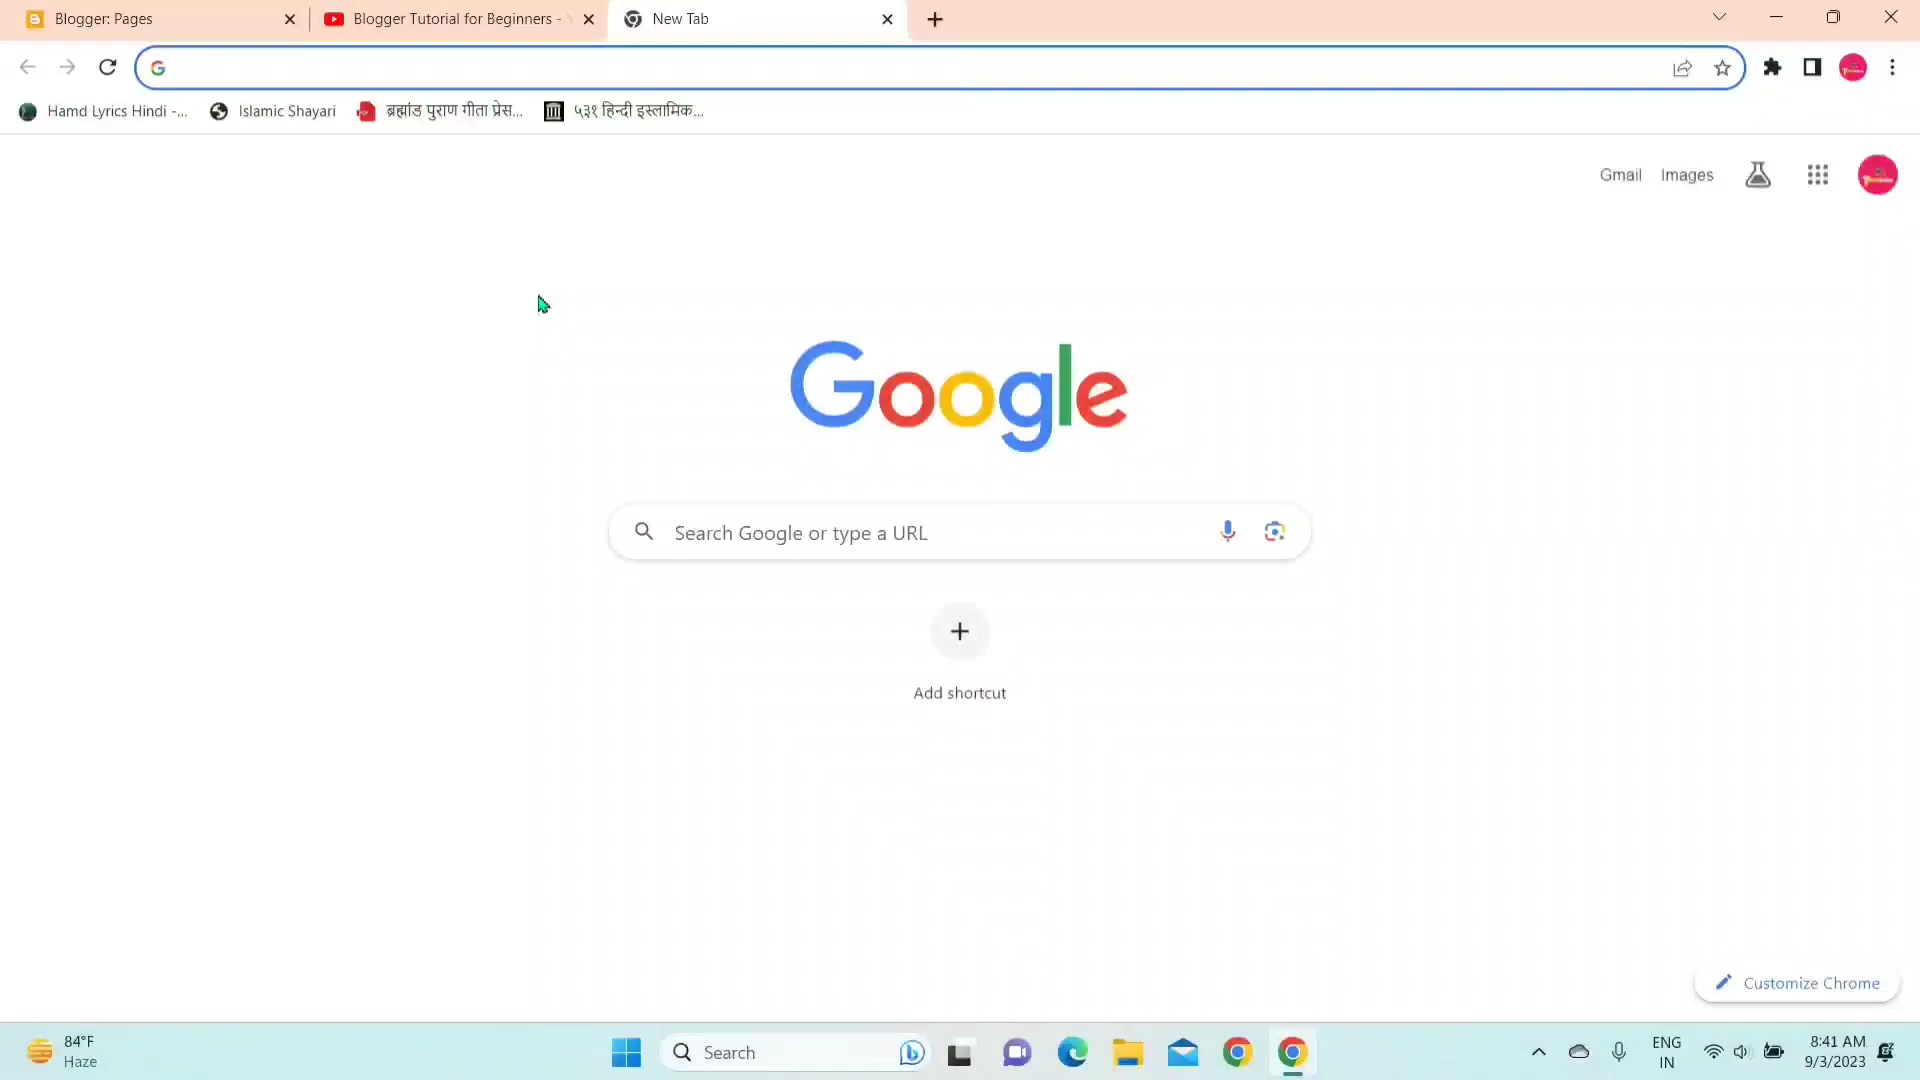 Blogger: Pages
Blogger Tutorial for Beginners -
New Tab
Hamd Lyrics Hindi -...
Islamic Shayari
ब्रह्मांड पुराण गीता प्रेस...
५३१ हिन्दी इस्लामिक...
Gmail
Images
Google
Search Google or type a URL
Add shortcut
Customize Chrome
84°F
Haze
Search
ENG
IN
8:41 AM
9/3/2023